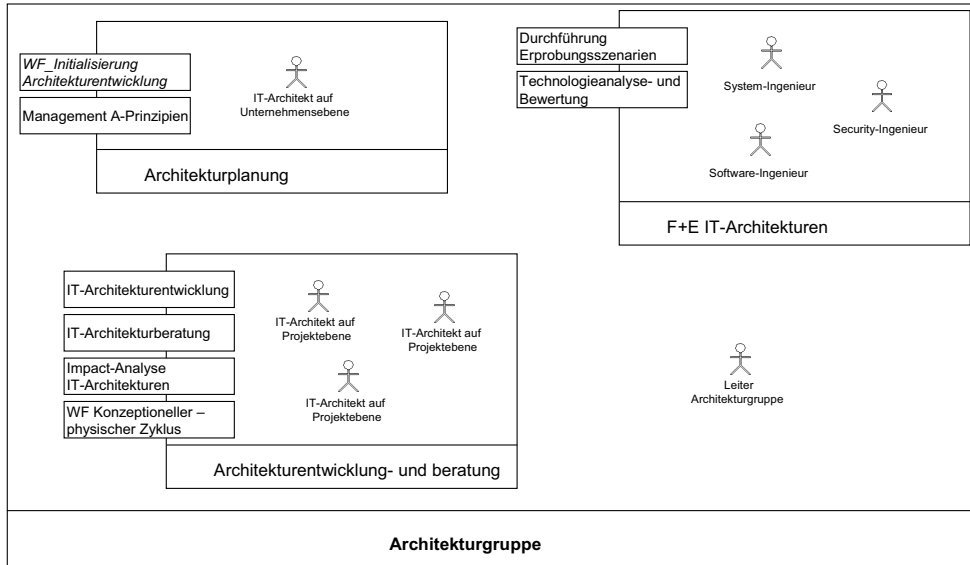 WF_Initialisierung
Architekturentwicklung
Management A-Prinzipien
IT-Architekt auf
Unternehmensebene
Architekturplanung
Durchführung
Erprobungsszenarien
Technologieanalyse- und
Bewertung
System-Ingenieur
Security-Ingenieur
Software-Ingenieur
F+E IT-Architekturen
IT-Architekturentwicklung
IT-Architekturberatung
Impact-Analyse
IT-Architekturen
WF Konzeptioneller –
physischer Zyklus
IT-Architekt auf
Projektebene
IT-Architekt auf
Projektebene
IT-Architekt auf
Projektebene
Architekturentwicklung- und beratung
Leiter
Architekturgruppe
Architekturgruppe